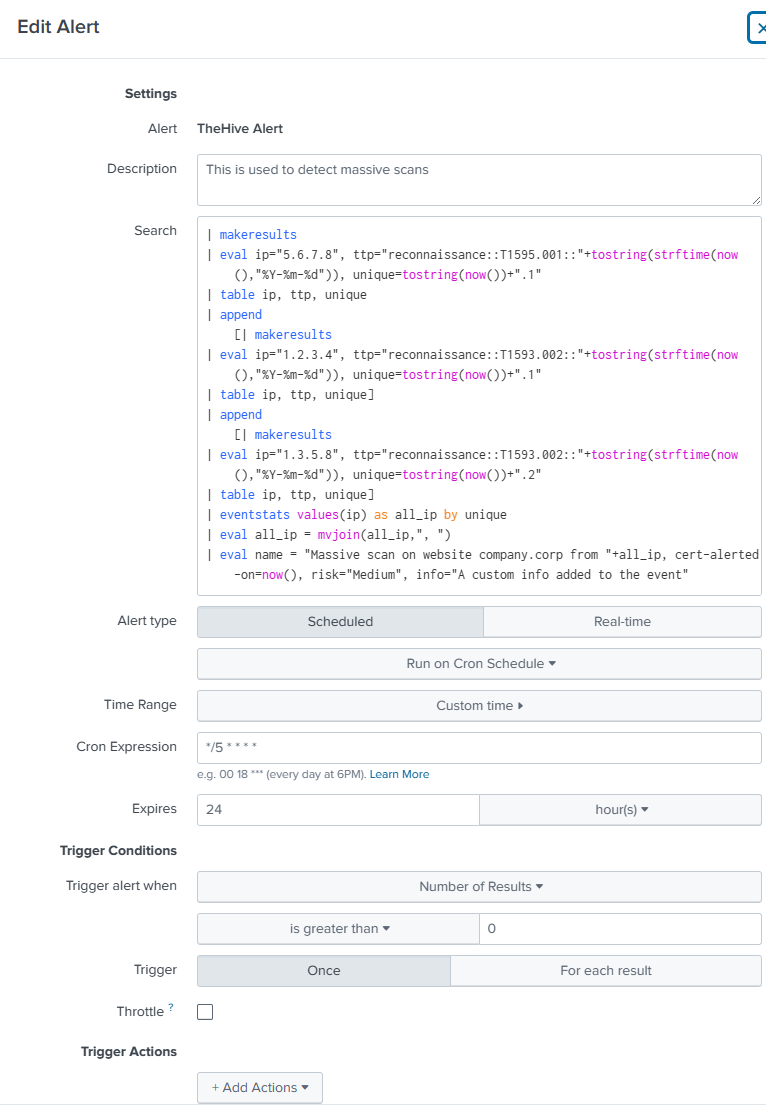 Edit Alert
Settings
Alert TheHive Alert
Description This is used to detect massive scans
Search | makeresults
| eval ip="5.6.7.8", ttp="reconnaissance::T1595.001::"+tostring(strftime(now
(),"%Y-%m-%d")), unique=tostring(now())+".1"
| table ip, ttp, unique
| append
[| makeresults
| eval ip="1.2.3.4", ttp="reconnaissance::T1593.002::"+tostring(strftime(now
(),"%Y-%m-%d")), unique=tostring(now())+".1"
| table ip, ttp, unique]
| append
[| makeresults
| eval ip="1.3.5.8", ttp="reconnaissance::T1593.002::"+tostring(strftime(now
(),"%Y-%m-%d")), unique=tostring(now())+".2"
| table ip, ttp, unique]
| eventstats values(ip) as all_ip by unique
| eval all_ip = mvjoin(all_ip,", ")
| eval name = "Massive scan on website company.corp from "+all_ip, cert-alerted
-on=now(), risk="Medium", info="A custom info added to the event"
Alert type Scheduled Real-time
Run on Cron Schedule
Time Range Custom time
Cron Expression */5 * * * *
e.g. 00 18 *** (every day at 6PM). Learn More
Expires 24 hour(s)
Trigger Conditions
Trigger alert when Number of Results
is greater than 0
Trigger Once For each result
Throttle ?
Trigger Actions
+ Add Actions